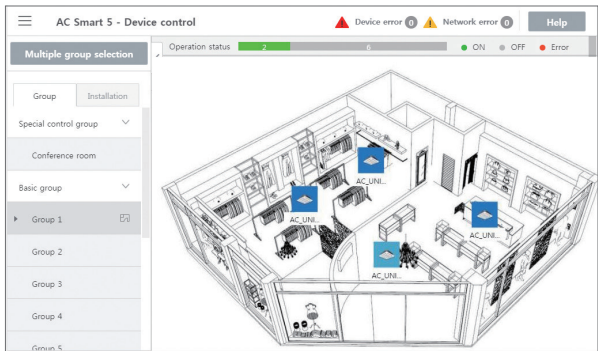 AC Smart 5 - Device control
Device error 0
Network error 0
Help
Multiple group selection
Operation status 2 6
ON OFF Error
Group Installation
Special control group
Conference room
Basic group
Group 1
Group 2
Group 3
Group 4
Group 5
AC_UNI...
AC_UNI...
AC_UNI...
AC_UNI...